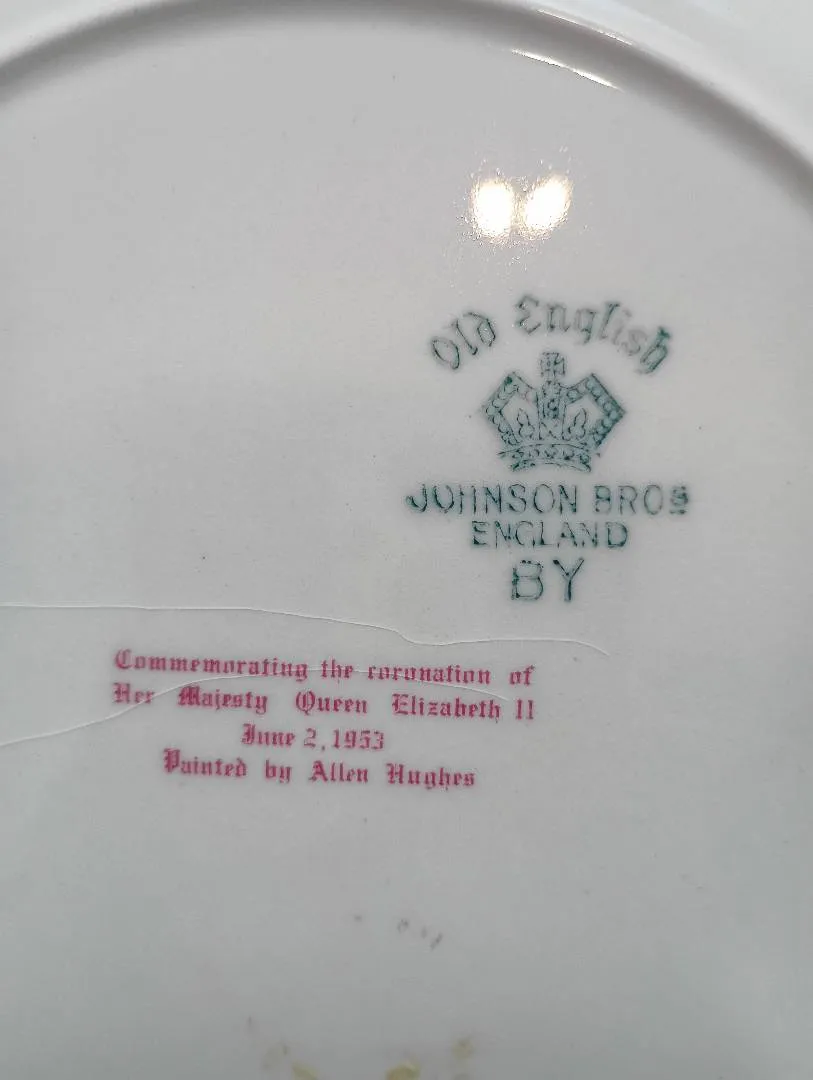 Old English
JOHNSON BROS
ENGLAND
BY
Commemorating the coronation of
Her Majesty Queen Elizabeth II
June 2, 1953
Painted by Allen Hughes